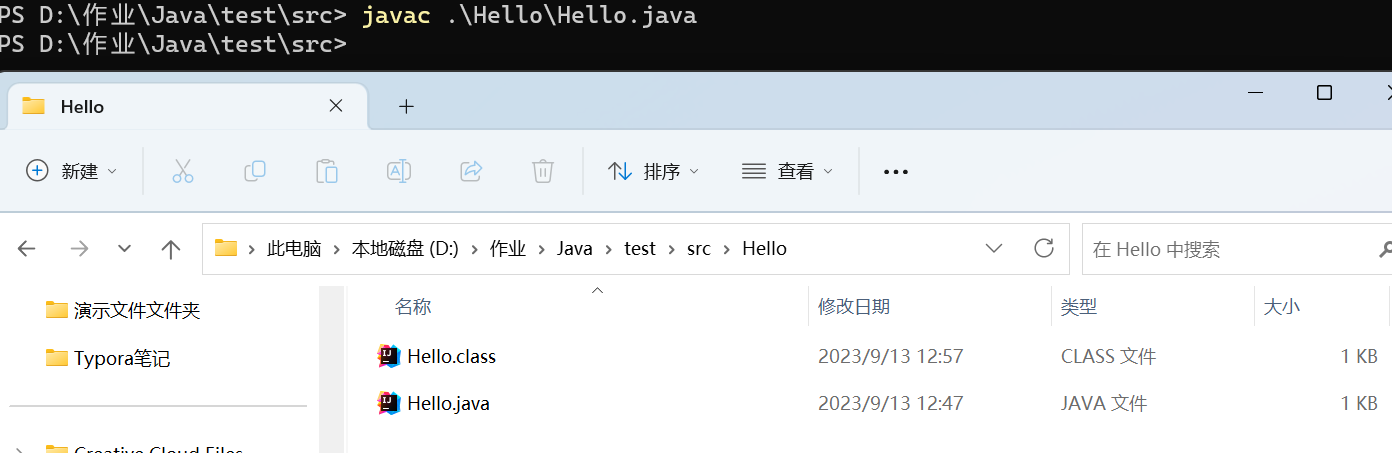 PS D:\作业\Java\test\src> javac .\Hello\Hello.java
PS D:\作业\Java\test\src>
Hello
新建
排序
查看
此电脑 本地磁盘 (D:) 作业 Java test src Hello
在 Hello 中搜索
演示文件文件夹
Typora笔记
Creative Cloud Files
名称 修改日期 类型 大小
Hello.class 2023/9/13 12:57 CLASS 文件 1 KB
Hello.java 2023/9/13 12:47 JAVA 文件 1 KB